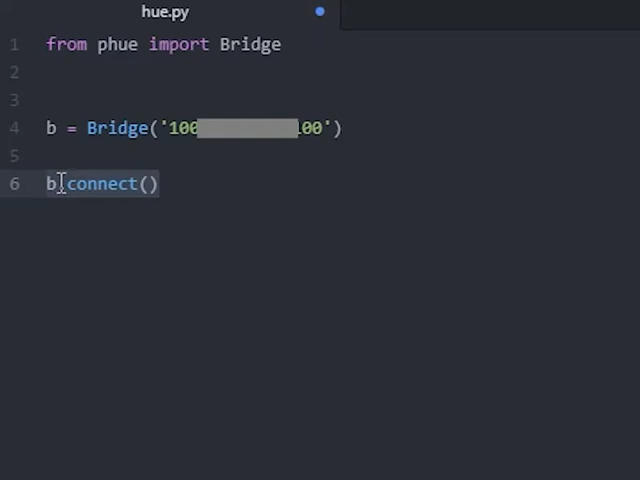 hue.py
1 from phue import Bridge
2
3
4 b = Bridge('100 100')
5
6 b.connect()